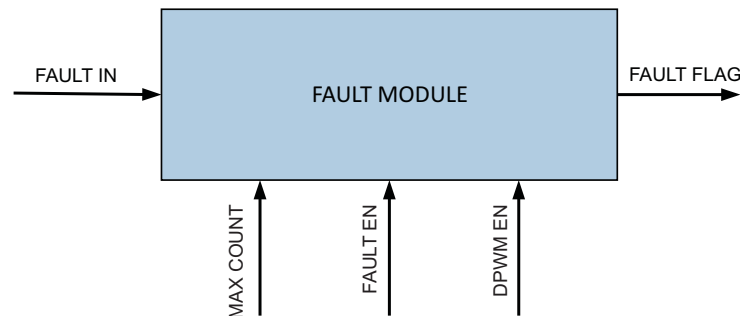 FAULT IN
FAULT MODULE
FAULT FLAG
MAX COUNT
FAULT EN
DPWM EN